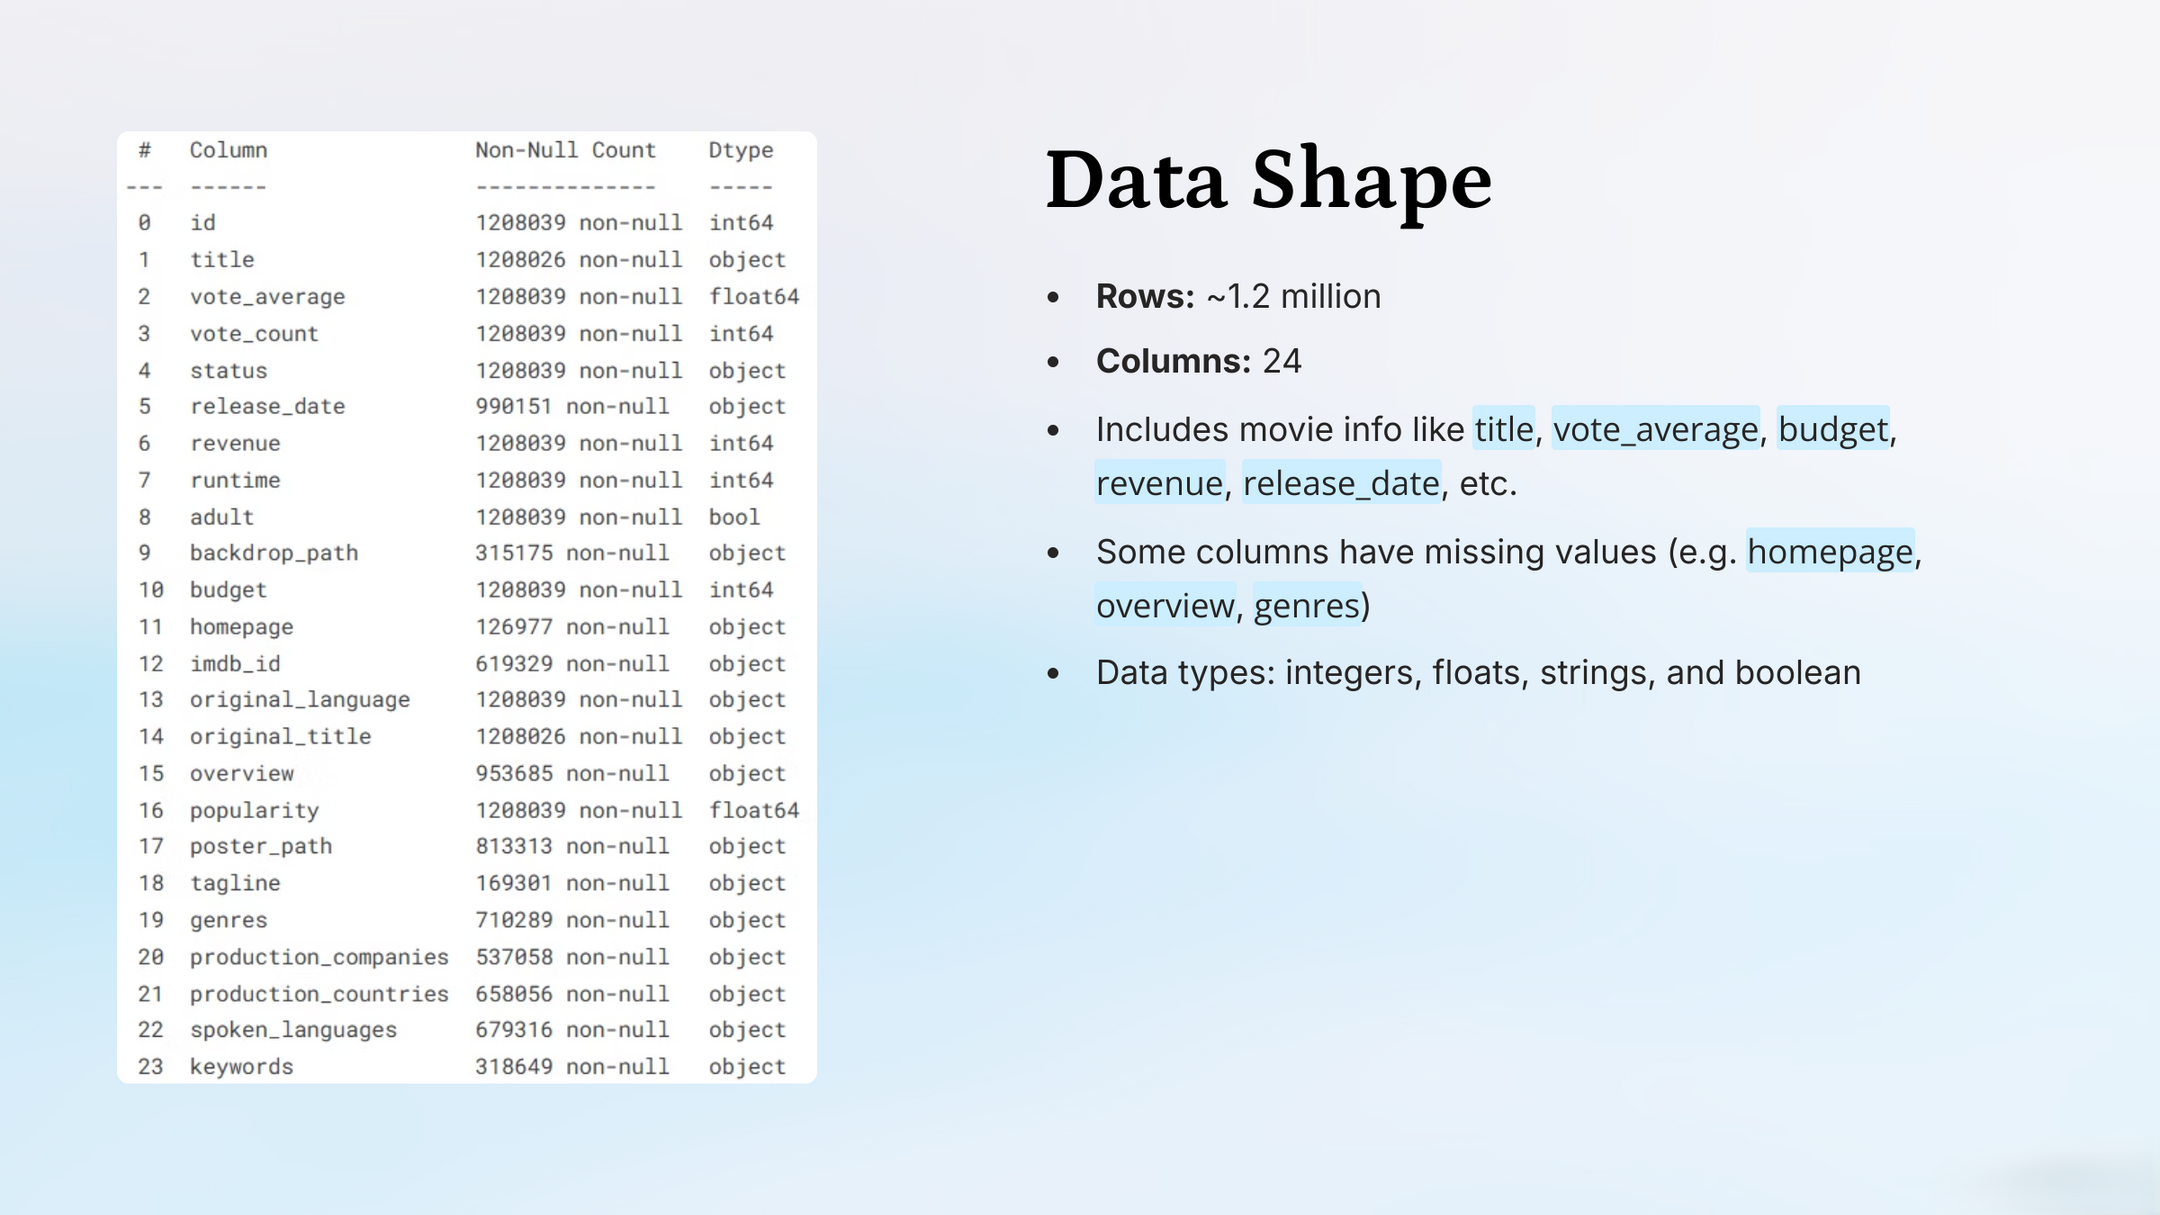 #   Column                Non-Null Count    Dtype
---  ------                --------------    -----
0   id                    1208039 non-null  int64
1   title                 1208026 non-null  object
2   vote_average          1208039 non-null  float64
3   vote_count            1208039 non-null  int64
4   status                1208039 non-null  object
5   release_date          990151 non-null   object
6   revenue               1208039 non-null  int64
7   runtime               1208039 non-null  int64
8   adult                 1208039 non-null  bool
9   backdrop_path         315175 non-null   object
10  budget                1208039 non-null  int64
11  homepage              126977 non-null   object
12  imdb_id               619329 non-null   object
13  original_language     1208039 non-null  object
14  original_title        1208026 non-null  object
15  overview              953685 non-null   object
16  popularity            1208039 non-null  float64
17  poster_path           813313 non-null   object
18  tagline               169301 non-null   object
19  genres                710289 non-null   object
20  production_companies  537058 non-null   object
21  production_countries  658056 non-null   object
22  spoken_languages      679316 non-null   object
23  keywords              318649 non-null   object
Data Shape
• Rows: ~1.2 million
• Columns: 24
• Includes movie info like title, vote_average, budget,
revenue, release_date, etc.
• Some columns have missing values (e.g. homepage,
overview, genres)
• Data types: integers, floats, strings, and boolean